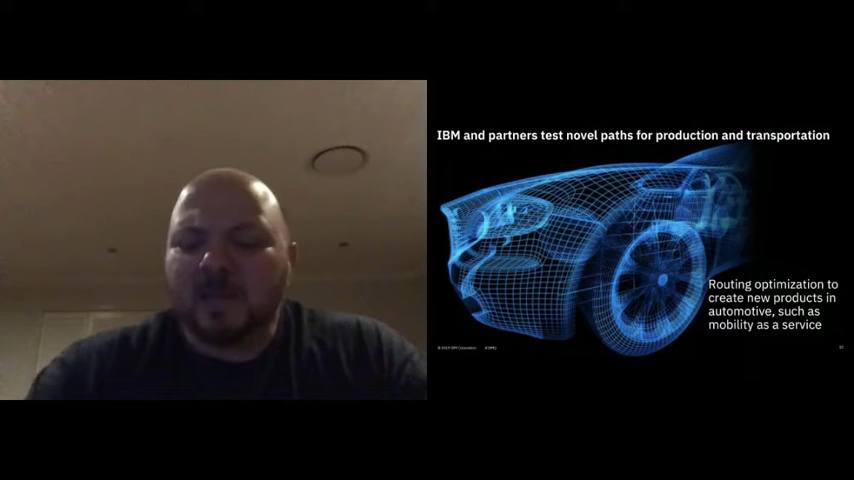 IBM and partners test novel paths for production and transportation
Routing optimization to
create new products in
automotive, such as
mobility as a service